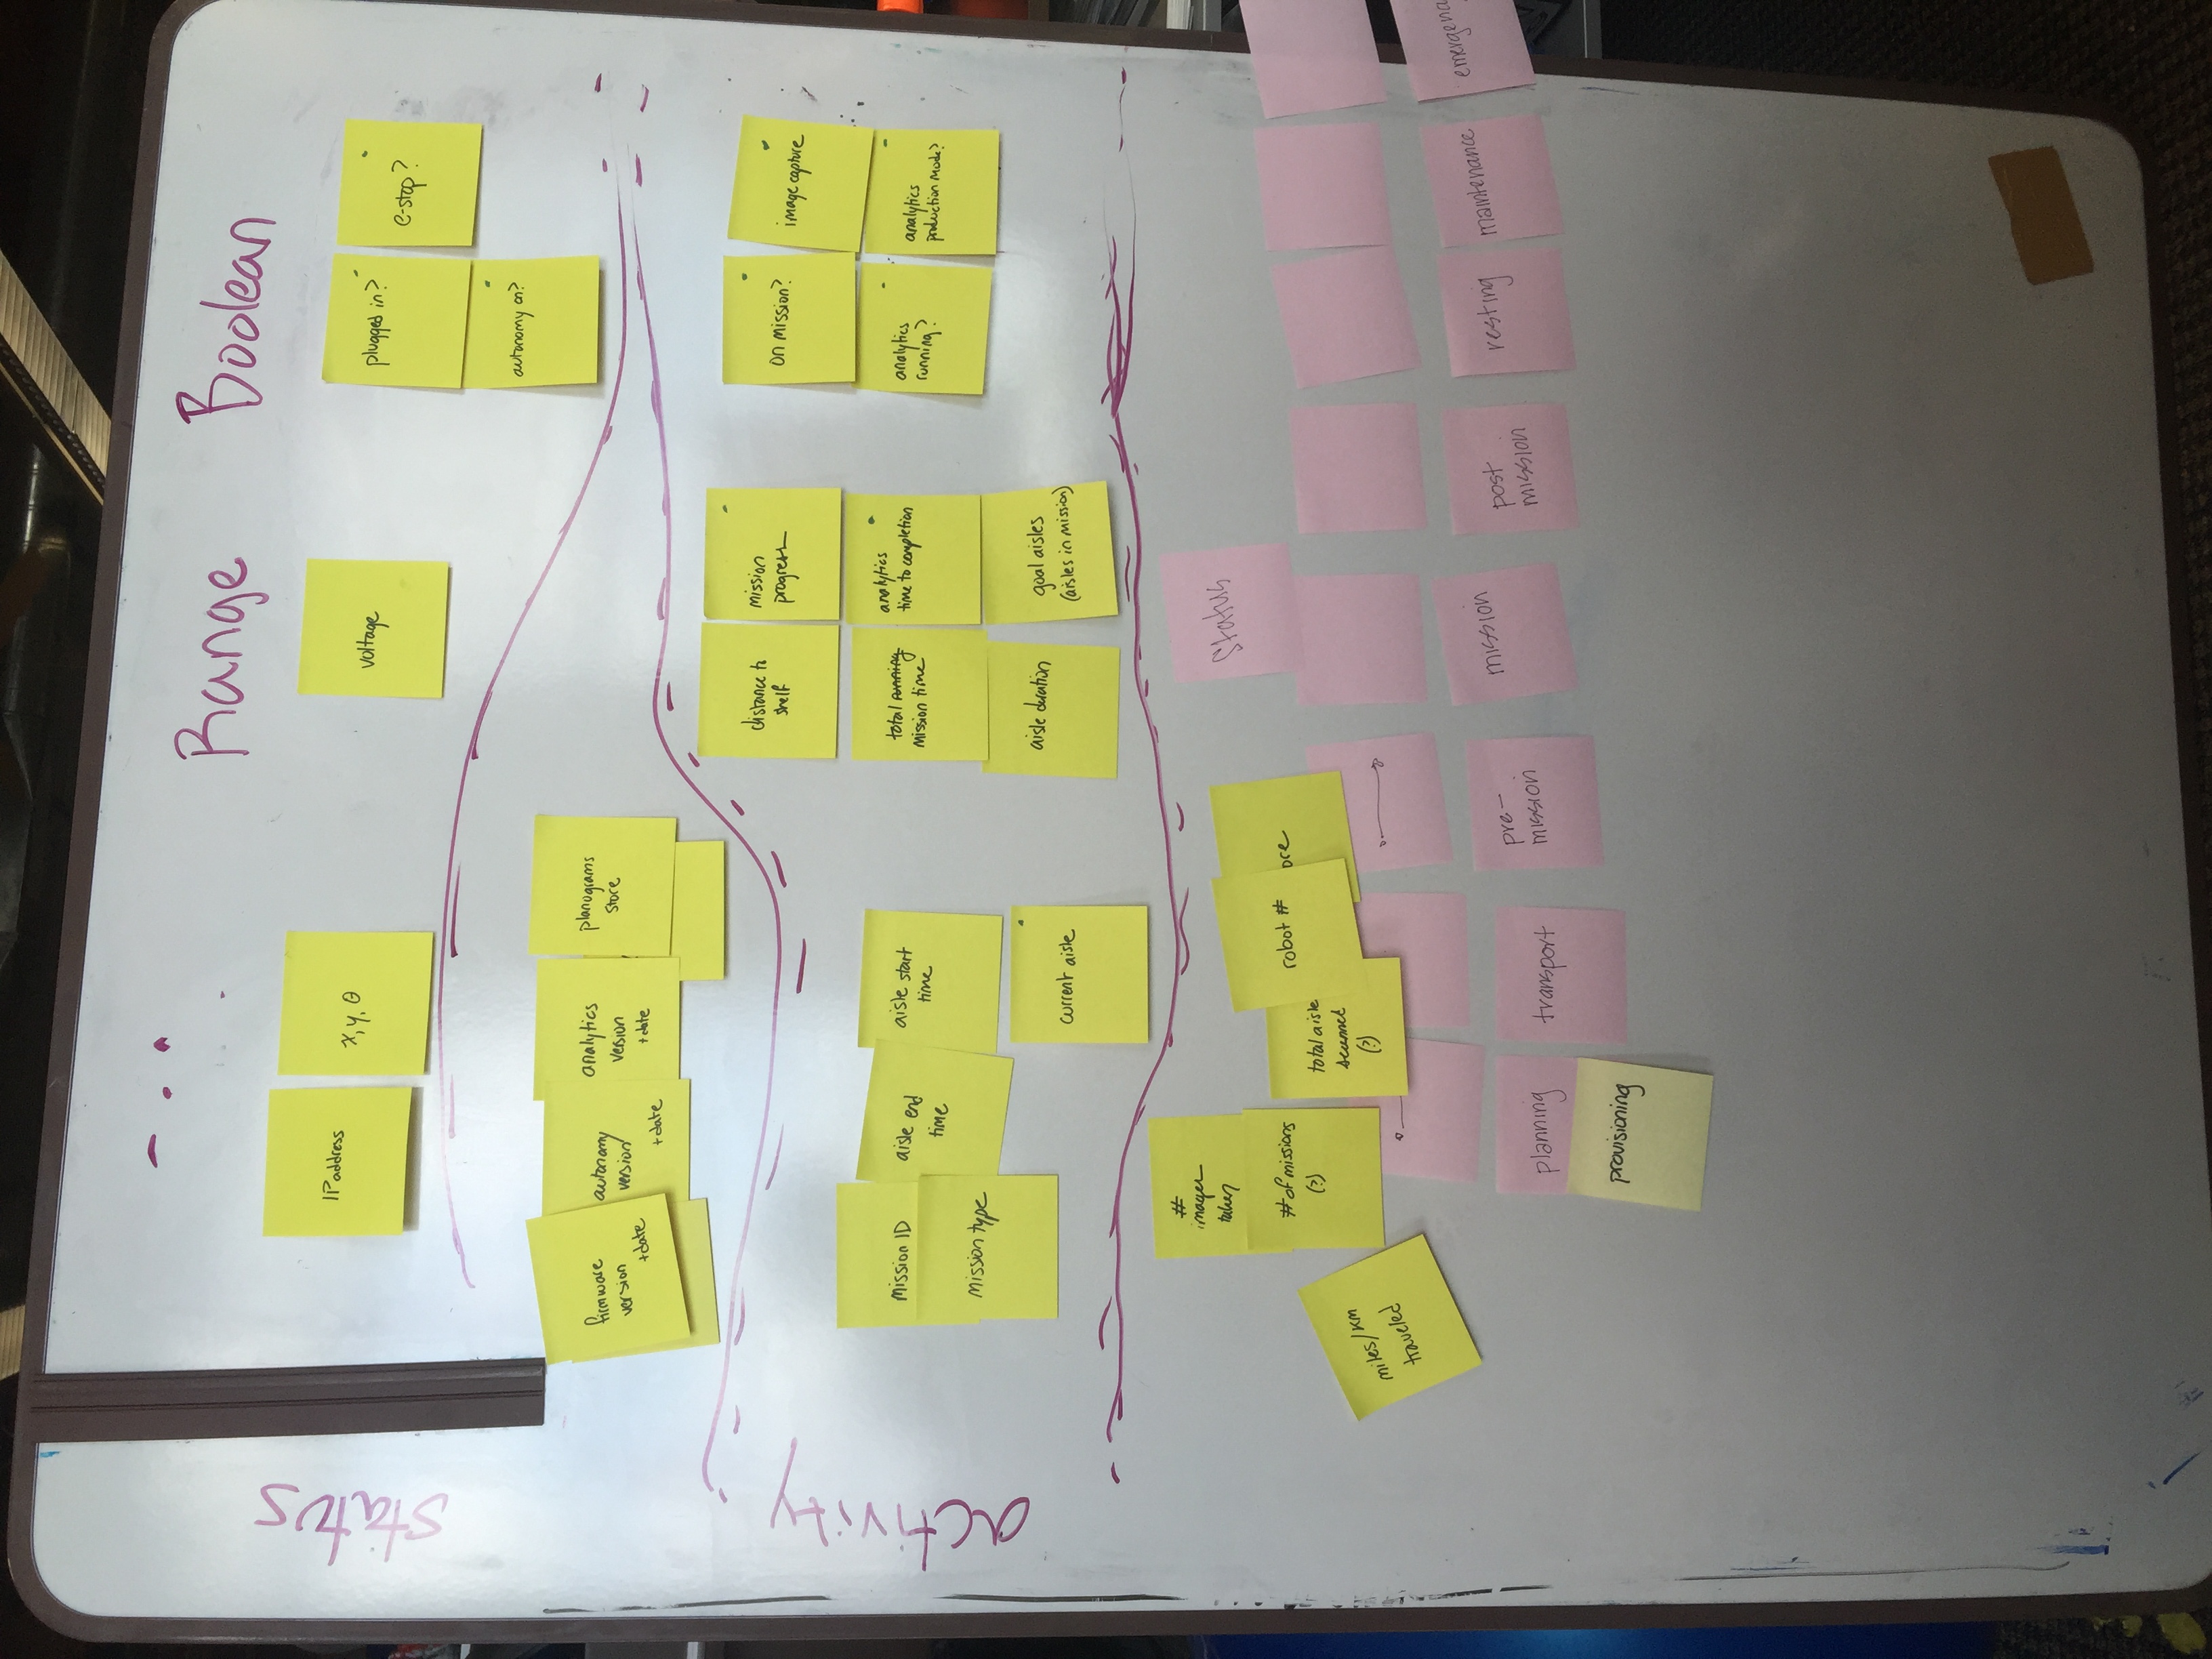 Range
Boolean
status
IP address
x, y, θ
voltage
plugged in?
e-stop?
autonomy on?
firmware
version
+date
autonomy
version
+date
analytics
version
+date
planograms
store
activity
distance to
shelf
mission
progress
on mission?
image capture
mission ID
mission type
aisle end
time
aisle start
time
current aisle
total running
mission time
analytics
time to completion
analytics
running?
analytics
production mode?
aisle duration
goal aisles
(aisles in mission)
#
images
taken
# of missions
(?)
miles/km
traveled
total aisle
scanned
(?)
robot #
ore
Status
planning
transport
pre-
mission
mission
post
mission
resting
maintenance
emergenc
provisioning